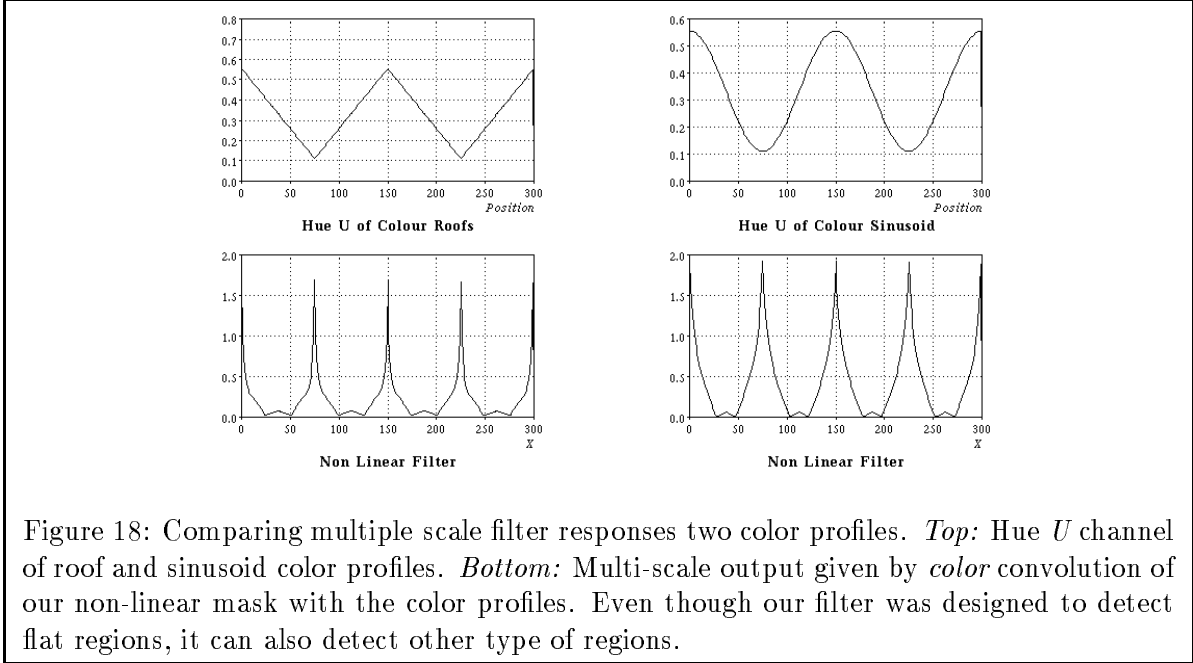 0.8
0.7
0.6
0.5
0.4
0.3
0.2
0.1
0.0
0 50 100 150 200 250 300
Position
Hue U of Colour Roofs
0.6
0.5
0.4
0.3
0.2
0.1
0.0
0 50 100 150 200 250 300
Position
Hue U of Colour Sinusoid
2.0
1.5
1.0
0.5
0.0
0 50 100 150 200 250 300
X
Non Linear Filter
2.0
1.5
1.0
0.5
0.0
0 50 100 150 200 250 300
X
Non Linear Filter
Figure 18: Comparing multiple scale filter responses two color profiles. Top: Hue U channel
of roof and sinusoid color profiles. Bottom: Multi-scale output given by color convolution of
our non-linear mask with the color profiles. Even though our filter was designed to detect
flat regions, it can also detect other type of regions.